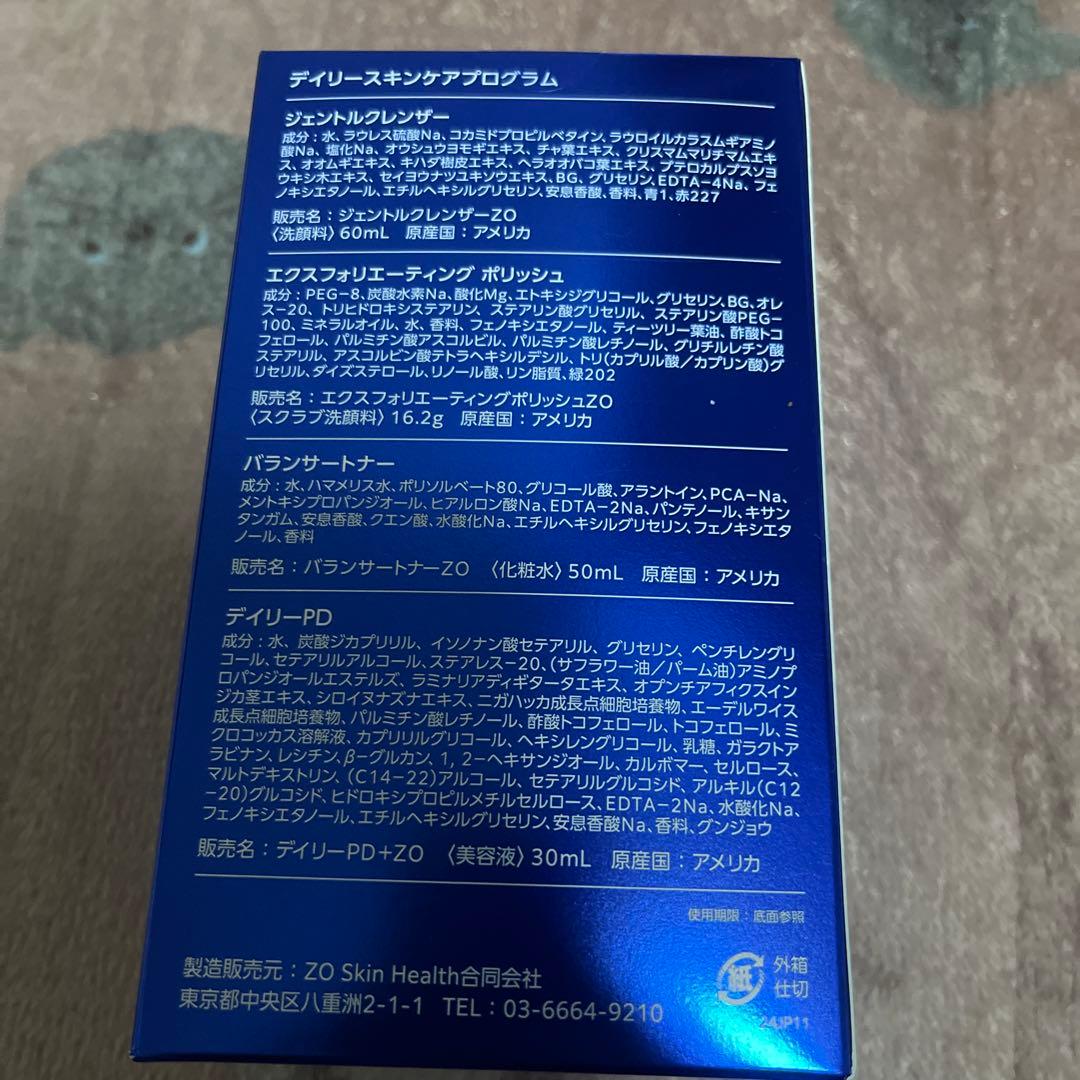 デイリースキンケアプログラム
ジェントルクレンザー
成分：水、ラウレス硫酸Na、コカミドプロピルベタイン、ラウロイルカラスムギアミノ
酸Na、塩化Na、オウシュウヨモギエキス、チャ葉エキス、クリスマムマリチマムエキ
ス、オオムギエキス、キハダ樹皮エキス、ヘラオオバコ葉エキス、プテロカルプスソヨ
ウキシ木エキス、セイヨウナツユキソウエキス、BG、グリセリン、EDTA-4Na、フェ
ノキシエタノール、エチルヘキシルグリセリン、安息香酸、香料、青1、赤227
販売名：ジェントルクレンザーZO
〈洗顔料〉60mL 原産国：アメリカ
エクスフォリエーティング ポリッシュ
成分：PEG-8、炭酸水素Na、酸化Mg、エトキシジグリコール、グリセリン、BG、オレ
ス-20、トリヒドロキシステアリン、ステアリン酸グリセリル、ステアリン酸PEG-
100、ミネラルオイル、水、香料、フェノキシエタノール、ティーツリー葉油、酢酸トコ
フェロール、パルミチン酸アスコルビル、パルミチン酸レチノール、グリチルレチン酸
ステアリル、アスコルビン酸テトラヘキシルデシル、トリ(カプリル酸／カプリン酸)グ
リセリル、ダイズステロール、リノール酸、リン脂質、緑202
販売名：エクスフォリエーティングポリッシュZO
〈スクラブ洗顔料〉16.2g 原産国：アメリカ
バランサートナー
成分：水、ハマメリス水、ポリソルベート80、グリコール酸、アラントイン、PCA-Na、
メントキシプロパンジオール、ヒアルロン酸Na、EDTA-2Na、パンテノール、キサン
タンガム、安息香酸、クエン酸、水酸化Na、エチルヘキシルグリセリン、フェノキシエタ
ノール、香料
販売名：バランサートナーZO 〈化粧水〉50mL 原産国：アメリカ
デイリーPD
成分：水、炭酸ジカプリリル、イソノナン酸セテアリル、グリセリン、ペンチレングリ
コール、セテアリルアルコール、ステアレス-20、(サフラワー油／パーム油)アミノプ
ロパンジオールエステルズ、ラミナリアディギタータエキス、オプンチアフィクスイン
ジカ茎エキス、シロイヌナズナエキス、ニガハッカ成長点細胞培養物、エーデルワイス
成長点細胞培養物、パルミチン酸レチノール、酢酸トコフェロール、トコフェロール、ミ
クロコッカス溶解液、カプリリルグリコール、ヘキシレングリコール、乳糖、ガラクトア
ラビナン、レシチン、β-グルカン、1，2-ヘキサンジオール、カルボマー、セルロース、
マルトデキストリン、(C14-22)アルコール、セテアリルグルコシド、アルキル(C12
-20)グルコシド、ヒドロキシプロピルメチルセルロース、EDTA-2Na、水酸化Na、
フェノキシエタノール、エチルヘキシルグリセリン、安息香酸Na、香料、グンジョウ
販売名：デイリーPD+ZO 〈美容液〉30mL 原産国：アメリカ
使用期限：底面参照
製造販売元：ZO Skin Health合同会社
東京都中央区八重洲2-1-1 TEL：03-6664-9210
紙
外箱
仕切
24JP11